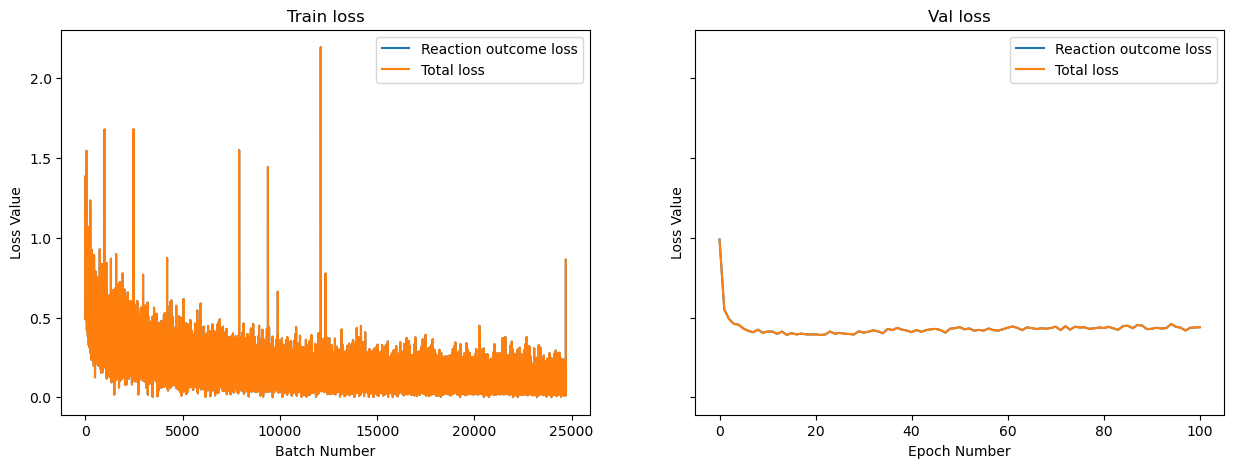 Train loss
Val loss
Reaction outcome loss
Total loss
Reaction outcome loss
Total loss
2.0
1.5
1.0
0.5
0.0
Loss Value
Loss Value
0
5000
10000
15000
20000
25000
0
20
40
60
80
100
Batch Number
Epoch Number